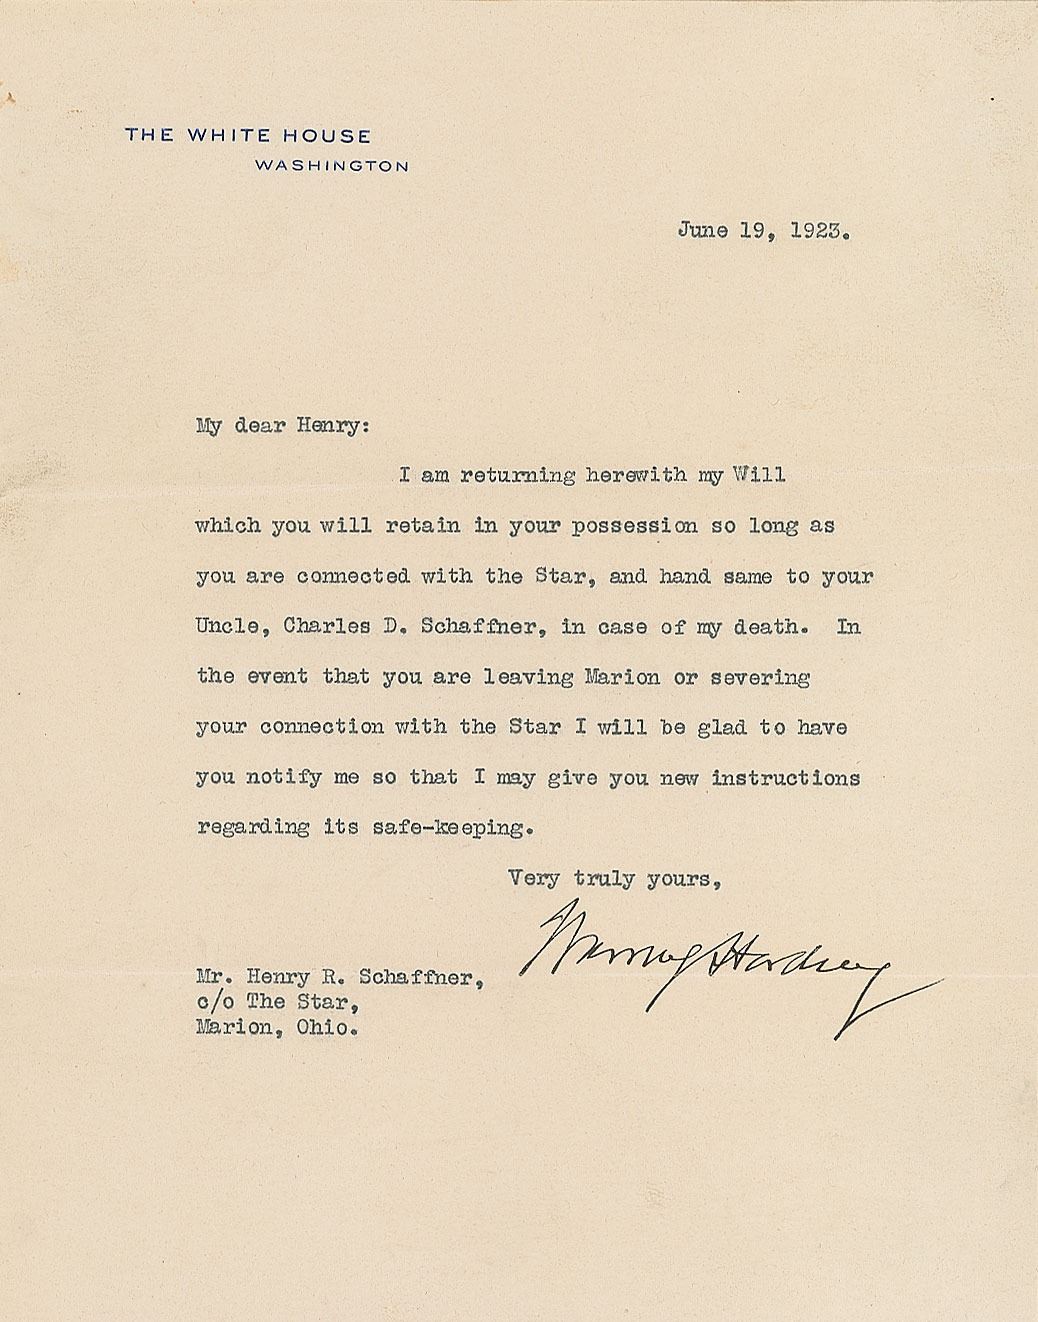 THE WHITE HOUSE
WASHINGTON
June 19, 1923.
My dear Henry:
I am returning herewith my Will
which you will retain in your possession so long as
you are connected with the Star, and hand same to your
Uncle, Charles D. Schaffner, in case of my death. In
the event that you are leaving Marion or severing
your connection with the Star I will be glad to have
you notify me so that I may give you new instructions
regarding its safe-keeping.
Very truly yours,
Warren G Harding
Mr. Henry R. Schaffner,
c/o The Star,
Marion, Ohio.